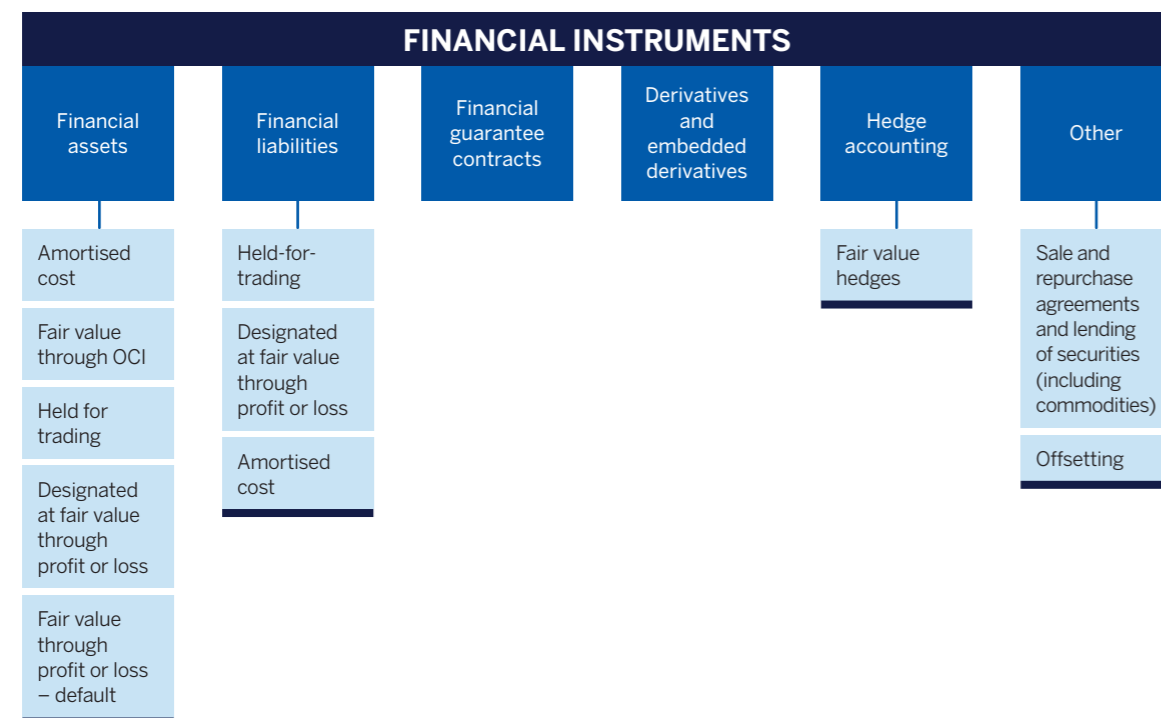 FINANCIAL INSTRUMENTS
Financial
assets
Financial
liabilities
Financial
guarantee
contracts
Derivatives
and
embedded
derivatives
Hedge
accounting
Other
Amortised
cost
Fair value
through OCI
Held for
trading
Designated
at fair value
through
profit or loss
Fair value
through
profit or loss
– default
Held-for-
trading
Designated
at fair value
through
profit or loss
Amortised
cost
Fair value
hedges
Sale and
repurchase
agreements
and lending
of securities
(including
commodities)
Offsetting